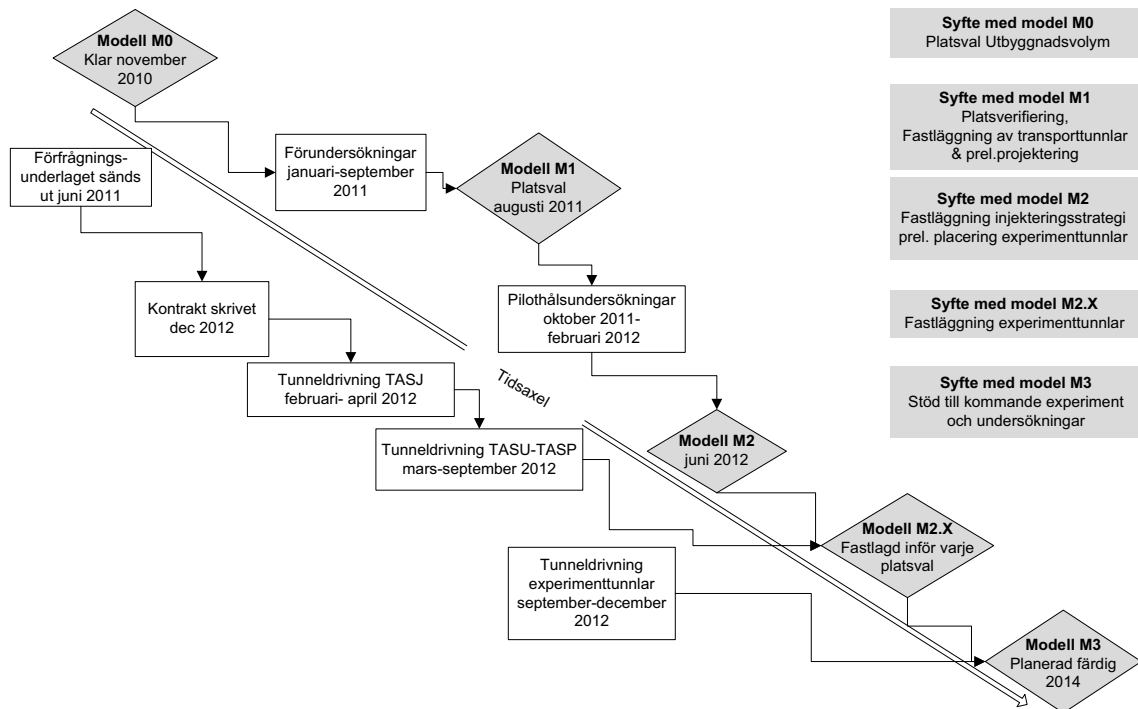 Modell M0
Klar november
2010
Förfrågnings-
underlaget sänds
ut juni 2011
Förundersökningar
januari-september
2011
Modell M1
Platsval
augusti 2011
Kontrakt skrivet
dec 2012
Pilothålsundersökningar
oktober 2011-
februari 2012
Tunneldrivning TASJ
februari- april 2012
Tidsaxel
Tunneldrivning TASU-TASP
mars-september 2012
Modell M2
juni 2012
Modell M2.X
Fastlagd inför varje
platsval
Tunneldrivning
experimenttunnlar
september-december
2012
Modell M3
Planerad färdig
2014
Syfte med model M0
Platsval Utbyggnadsvolym
Syfte med model M1
Platsverifiering,
Fastläggning av transporttunnlar
& prel.projektering
Syfte med model M2
Fastläggning injekteringsstrategi
prel. placering experimenttunnlar
Syfte med model M2.X
Fastläggning experimenttunnlar
Syfte med model M3
Stöd till kommande experiment
och undersökningar